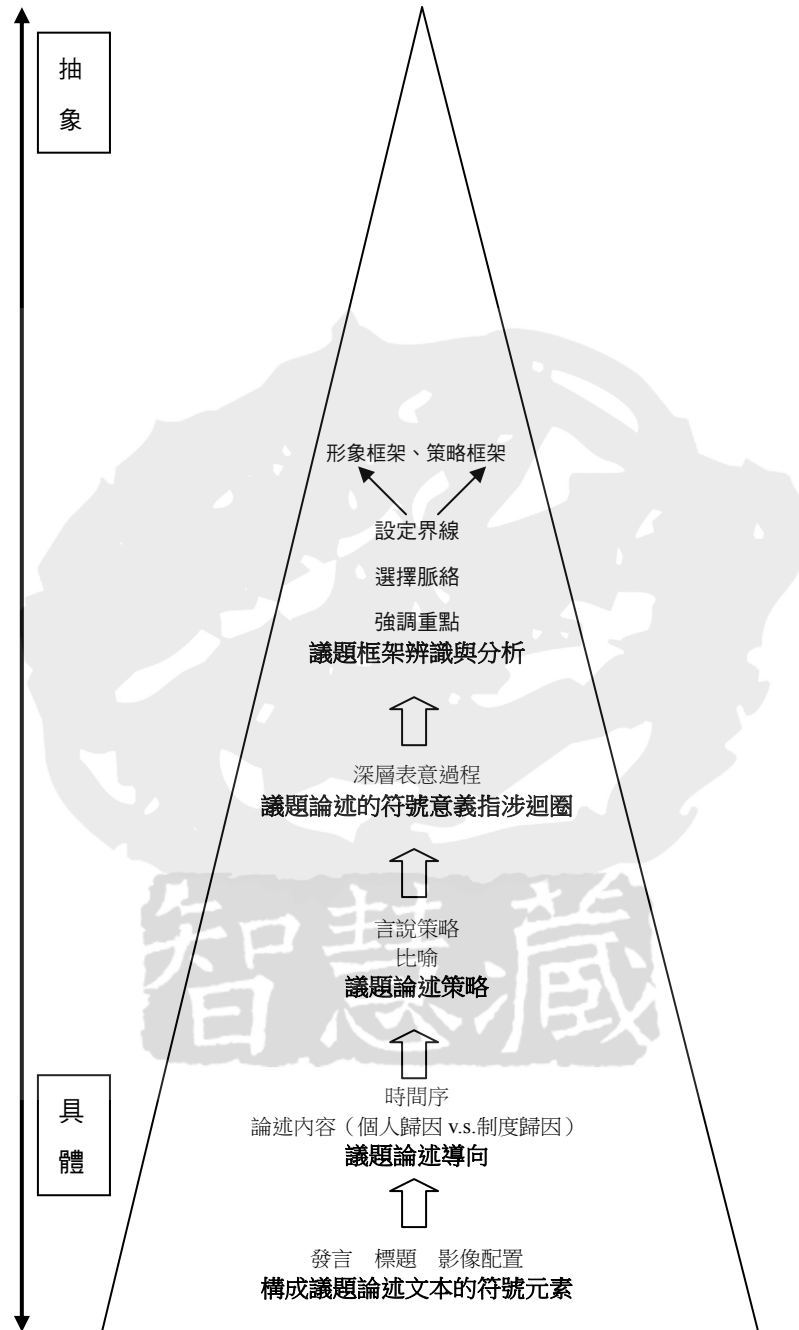 抽
象
形象框架、策略框架
設定界線
選擇脈絡
強調重點
議題框架辨識與分析
深層表意過程
議題論述的符號意義指涉迴圈
智慧藏
言說策略
比喻
議題論述策略
具
體
時間序
論述內容（個人歸因 v.s.制度歸因）
議題論述導向
發言　標題　影像配置
構成議題論述文本的符號元素